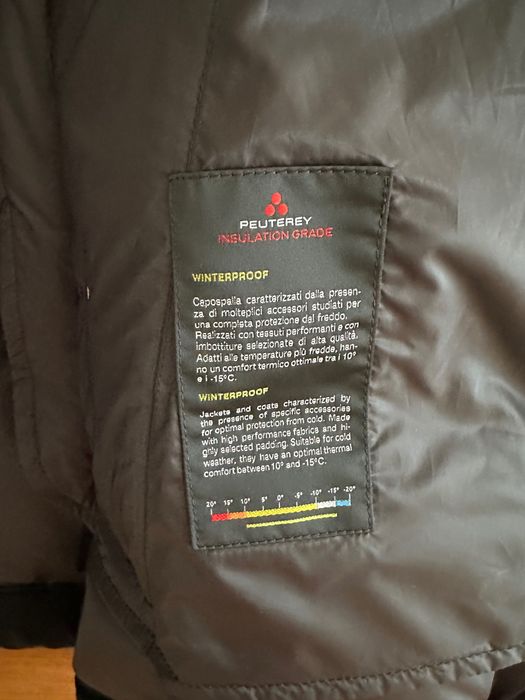 PEUTEREY
INSULATION GRADE
WINTERPROOF
Capospalla caratterizzati dalla presen-
za di molteplici accessori studiati per
una completa protezione dal freddo.
Realizzati con tessuti performanti e con
imbottiture selezionate di alta qualità.
Adatti alle temperature più fredde, han-
no un comfort termico ottimale tra i 10°
e i -15°C.
WINTERPROOF
Jackets and coats characterized by
the presence of specific accessories
for optimal protection from cold. Made
with high performance fabrics and hi-
ghly selected padding. Suitable for cold
weather, they have an optimal thermal
comfort between 10° and -15°C.
20° 15° 10° 5° 0° -5° -10° -15° -20°